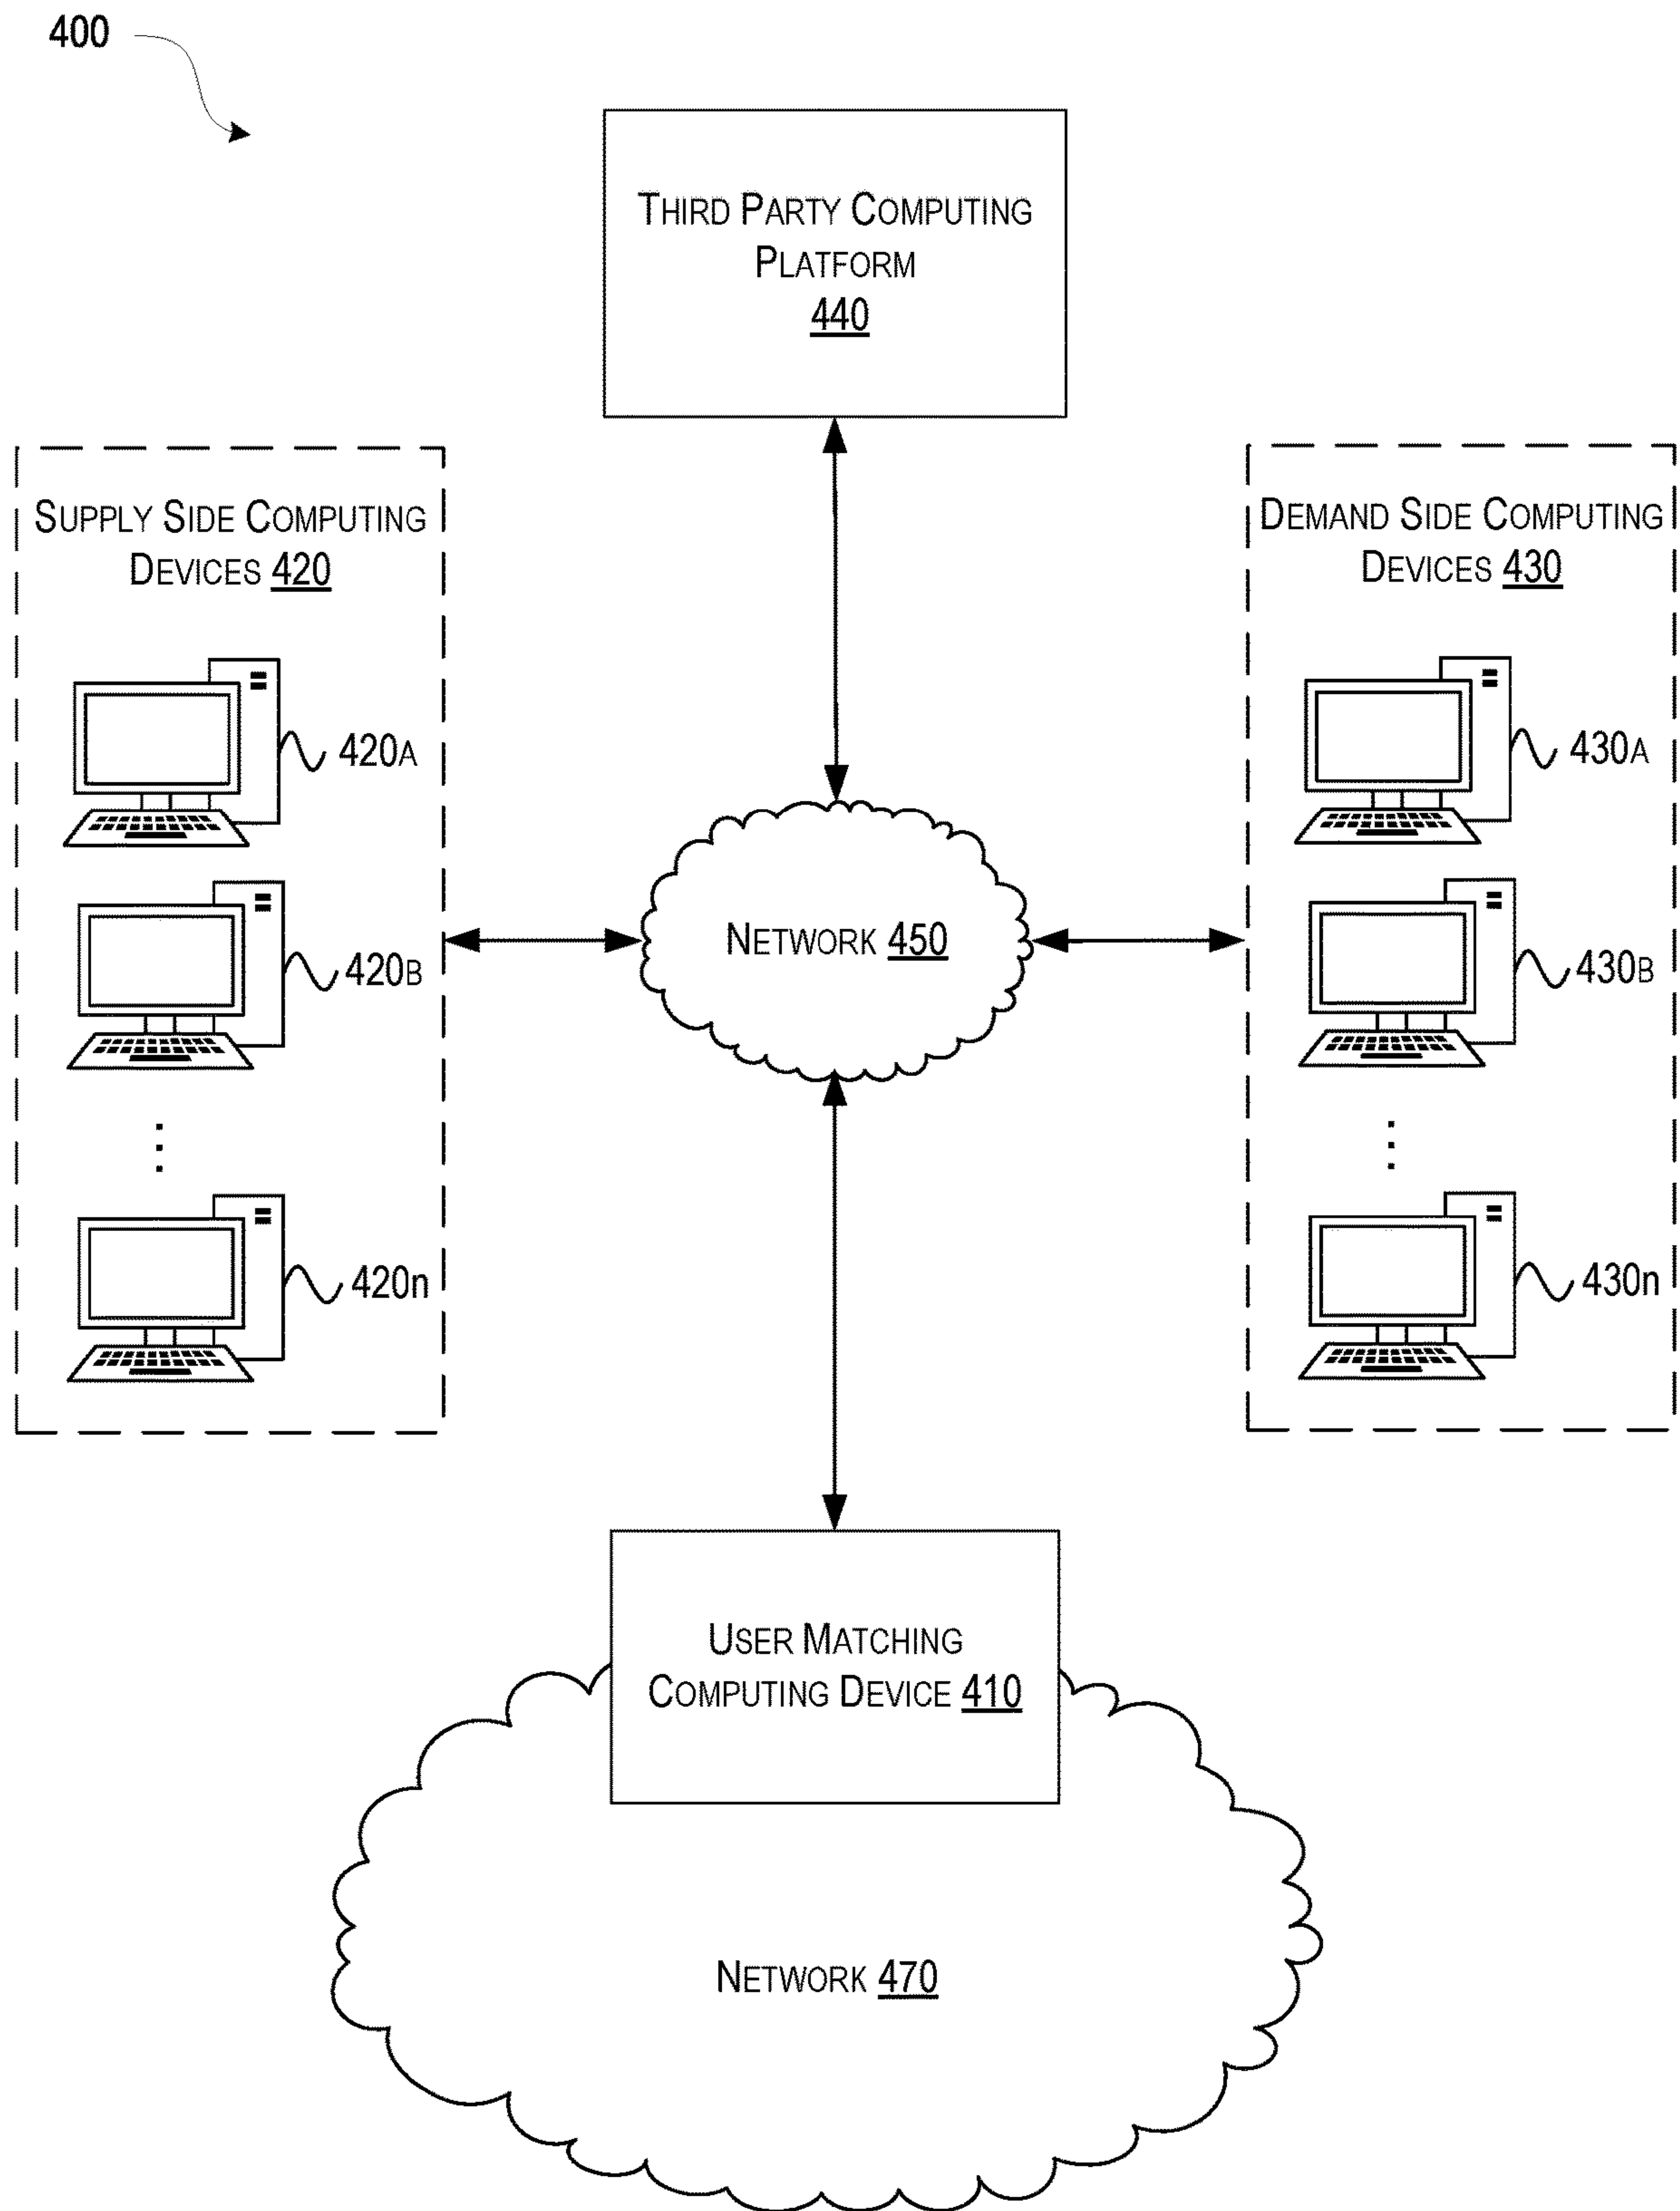 400
THIRD PARTY COMPUTING
PLATFORM
440
SUPPLY SIDE COMPUTING
DEVICES 420
420A
420B
420n
DEMAND SIDE COMPUTING
DEVICES 430
430A
430B
430n
NETWORK 450
USER MATCHING
COMPUTING DEVICE 410
NETWORK 470